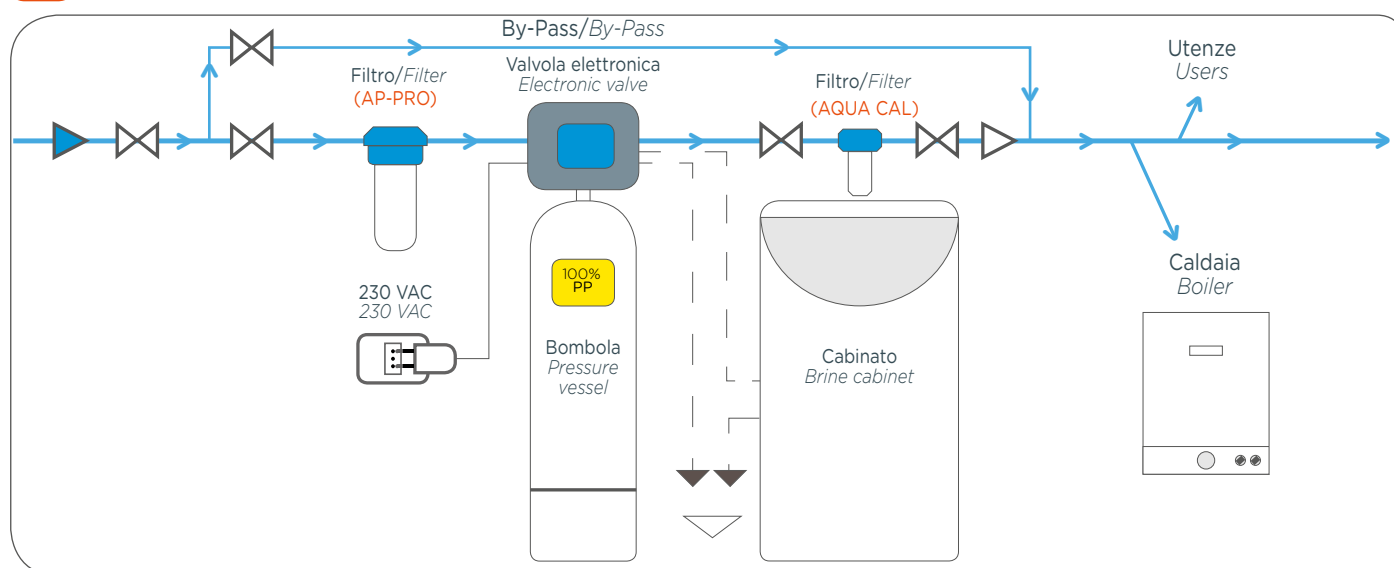 By-Pass/By-Pass
Utenze
Users
Filtro/Filter
(AP-PRO)
Valvola elettronica
Electronic valve
Filtro/Filter
(AQUA CAL)
230 VAC
230 VAC
100%
PP
Bombola
Pressure
vessel
Cabinato
Brine cabinet
Caldaia
Boiler